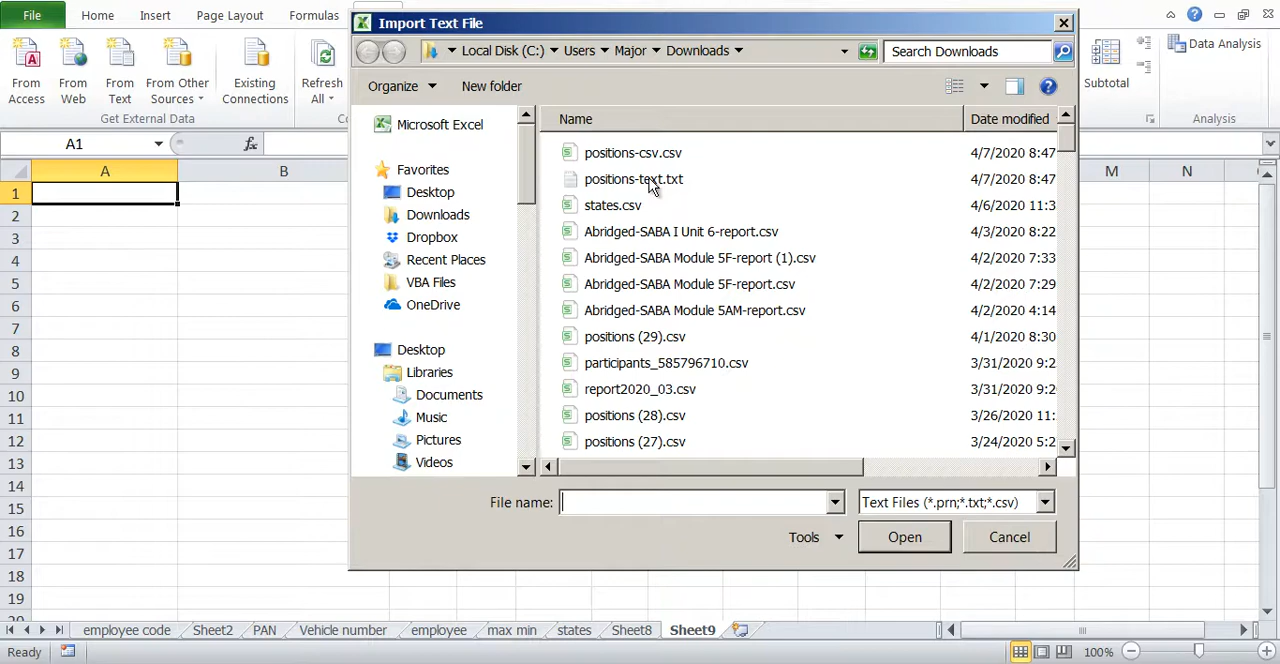 File Home Insert Page Layout Formulas
Import Text File
From Access
From Web
From Text
From Other Sources
Existing Connections
Refresh All
Get External Data
Subtotal
Data Analysis
Analysis
Local Disk (C:) Users Major Downloads
Search Downloads
Organize New folder
A1 fx
A B M N
Name Date modified
Microsoft Excel
Favorites
Desktop
Downloads
Dropbox
Recent Places
VBA Files
OneDrive
Desktop
Libraries
Documents
Music
Pictures
Videos
positions-csv.csv 4/7/2020 8:47
positions-text.txt 4/7/2020 8:47
states.csv 4/6/2020 11:3
Abridged-SABA I Unit 6-report.csv 4/3/2020 8:22
Abridged-SABA Module 5F-report (1).csv 4/2/2020 7:33
Abridged-SABA Module 5F-report.csv 4/2/2020 7:29
Abridged-SABA Module 5AM-report.csv 4/2/2020 4:14
positions (29).csv 4/1/2020 8:30
participants_585796710.csv 3/31/2020 9:2
report2020_03.csv 3/31/2020 9:2
positions (28).csv 3/26/2020 11:
positions (27).csv 3/24/2020 5:2
File name: Text Files (*.prn;*.txt;*.csv)
Tools Open Cancel
1
2
3
4
5
6
7
8
9
10
11
12
13
14
15
16
17
18
19
employee code Sheet2 PAN Vehicle number employee max min states Sheet8 Sheet9
Ready 100%